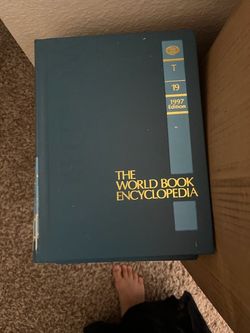 T
19
1997
Edition
THE
WORLD BOOK
ENCYCLOPEDIA